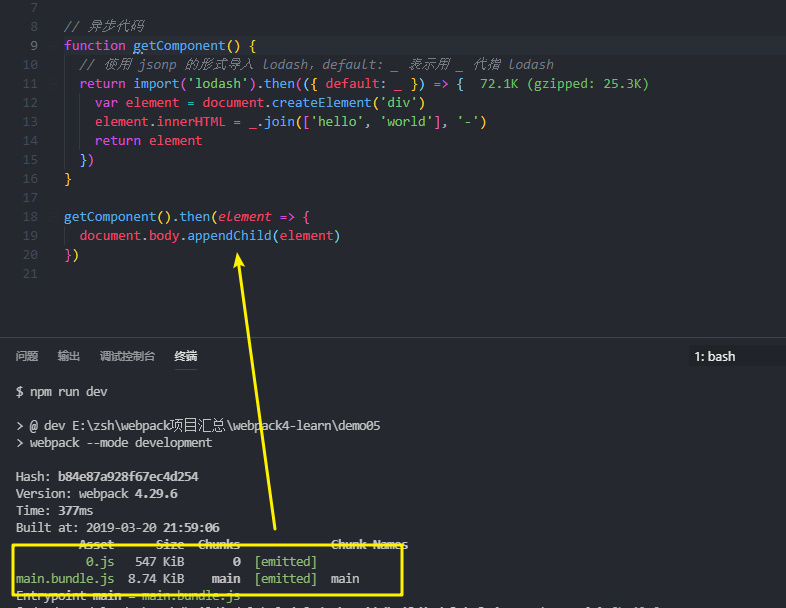 7
8 // 异步代码
9 function getComponent() {
10 // 使用 jsonp 的形式导入 lodash，default: _ 表示用 _ 代指 lodash
11 return import('lodash').then(({ default: _ }) => { 72.1K (gzipped: 25.3K)
12 var element = document.createElement('div')
13 element.innerHTML = _.join(['hello', 'world'], '-')
14 return element
15 })
16 }
17
18 getComponent().then(element => {
19 document.body.appendChild(element)
20 })
21
问题 输出 调试控制台 终端 1: bash
$ npm run dev
> @ dev E:\zsh\webpack项目汇总\webpack4-learn\demo05
> webpack --mode development
Hash: b84e87a928f67ec4d254
Version: webpack 4.29.6
Time: 377ms
Built at: 2019-03-20 21:59:06
Asset Size Chunks Chunk Names
0.js 547 KiB 0 [emitted]
main.bundle.js 8.74 KiB main [emitted] main
Entrypoint main = main.bundle.js